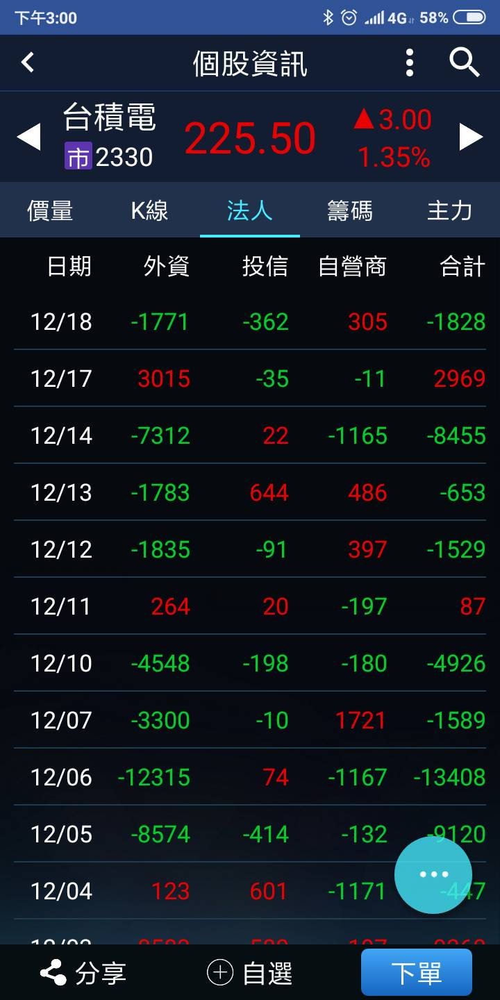 下午3:00 4G 58%
個股資訊
台積電 225.50 ▲3.00
市 2330 1.35%
價量 K線 法人 籌碼 主力
日期 外資 投信 自營商 合計
12/18 -1771 -362 305 -1828
12/17 3015 -35 -11 2969
12/14 -7312 22 -1165 -8455
12/13 -1783 644 486 -653
12/12 -1835 -91 397 -1529
12/11 264 20 -197 87
12/10 -4548 -198 -180 -4926
12/07 -3300 -10 1721 -1589
12/06 -12315 74 -1167 -13408
12/05 -8574 -414 -132 -9120
12/04 123 601 -1171 -447
分享 自選 下單